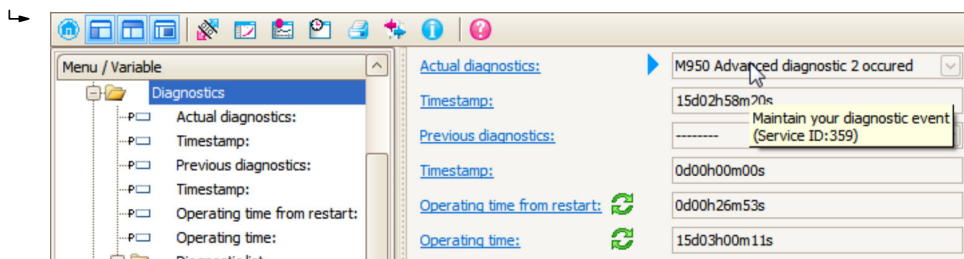 Menu / Variable
Diagnostics
Actual diagnostics:
Timestamp:
Previous diagnostics:
Timestamp:
Operating time from restart:
Operating time:
Actual diagnostics:
M950 Advanced diagnostic 2 occured
Timestamp:
15d02h58m20s
Maintain your diagnostic event
(Service ID:359)
Previous diagnostics:
--------
Timestamp:
0d00h00m00s
Operating time from restart:
0d00h26m53s
Operating time:
15d03h00m11s